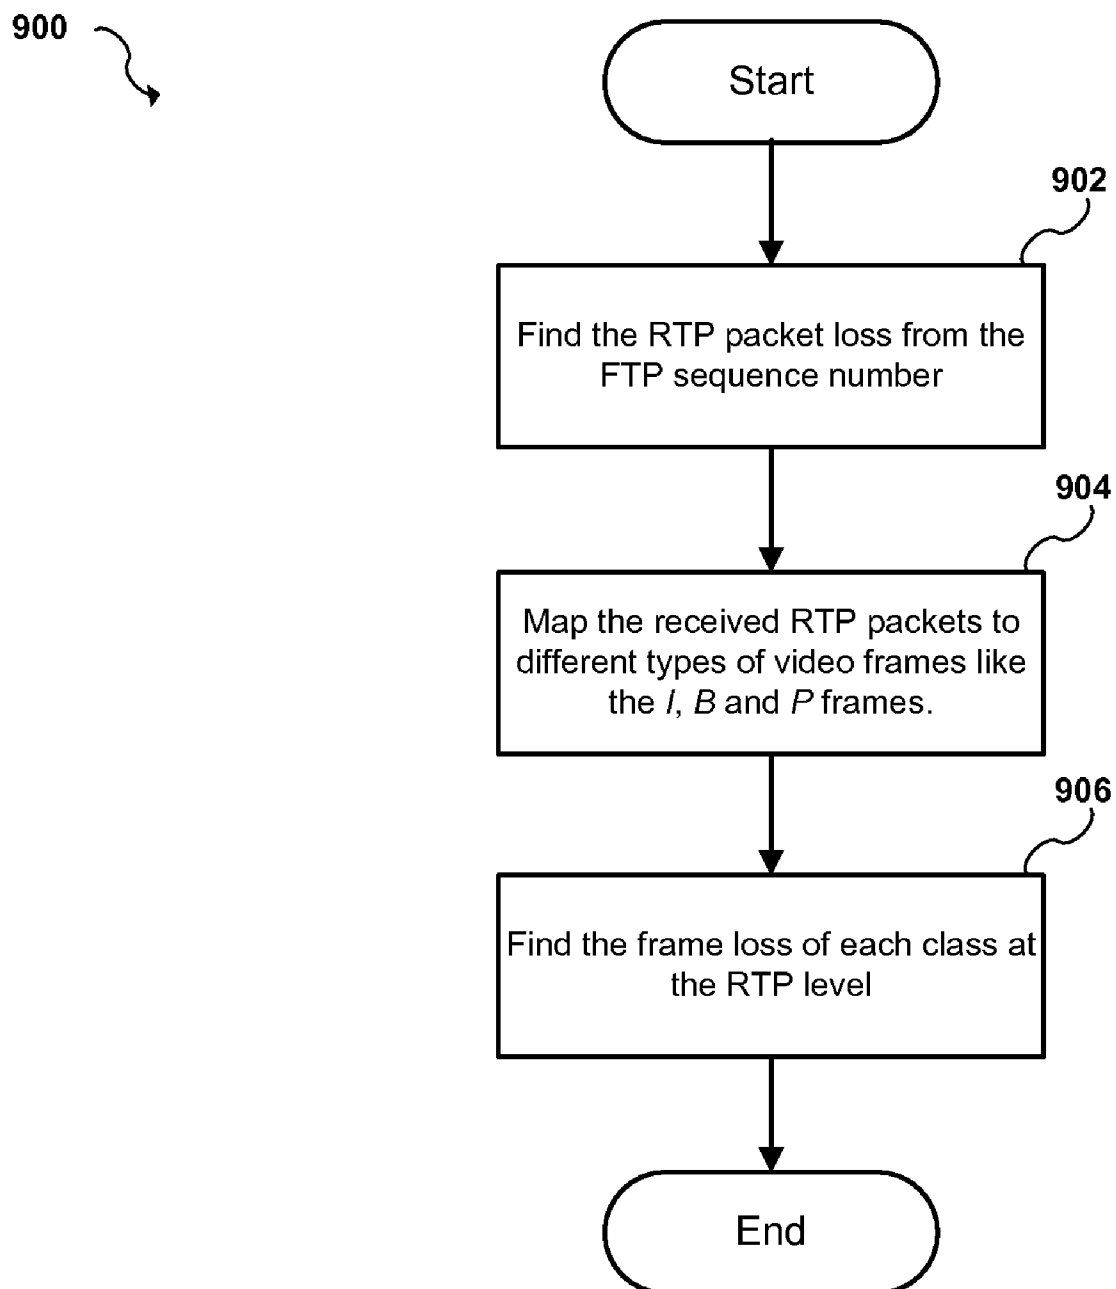 900
Start
902
Find the RTP packet loss from the
FTP sequence number
904
Map the received RTP packets to
different types of video frames like
the I, B and P frames.
906
Find the frame loss of each class at
the RTP level
End